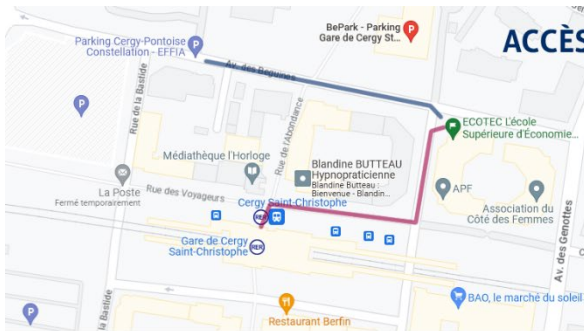 BePark - Parking
Gare de Cergy St...
ACCÈS
Parking Cergy-Pontoise
Constellation - EFFIA
Av. des Béguines
Rue de la Bastide
ECOTEC L'école
Supérieure d'Économie...
Rue de l'Abondance
Médiathèque l'Horloge
Blandine BUTTEAU
Hypnopraticienne
Blandine Butteau :
Bienvenue - Blandin...
La Poste
Fermé temporairement
Rue des Voyageurs
Cergy Saint-Christophe
APF
Association du
Côté des Femmes
RER
Gare de Cergy
Saint-Christophe
RER
Av. des Genottes
la Bastide
BAO, le marché du soleil
Restaurant Berfin